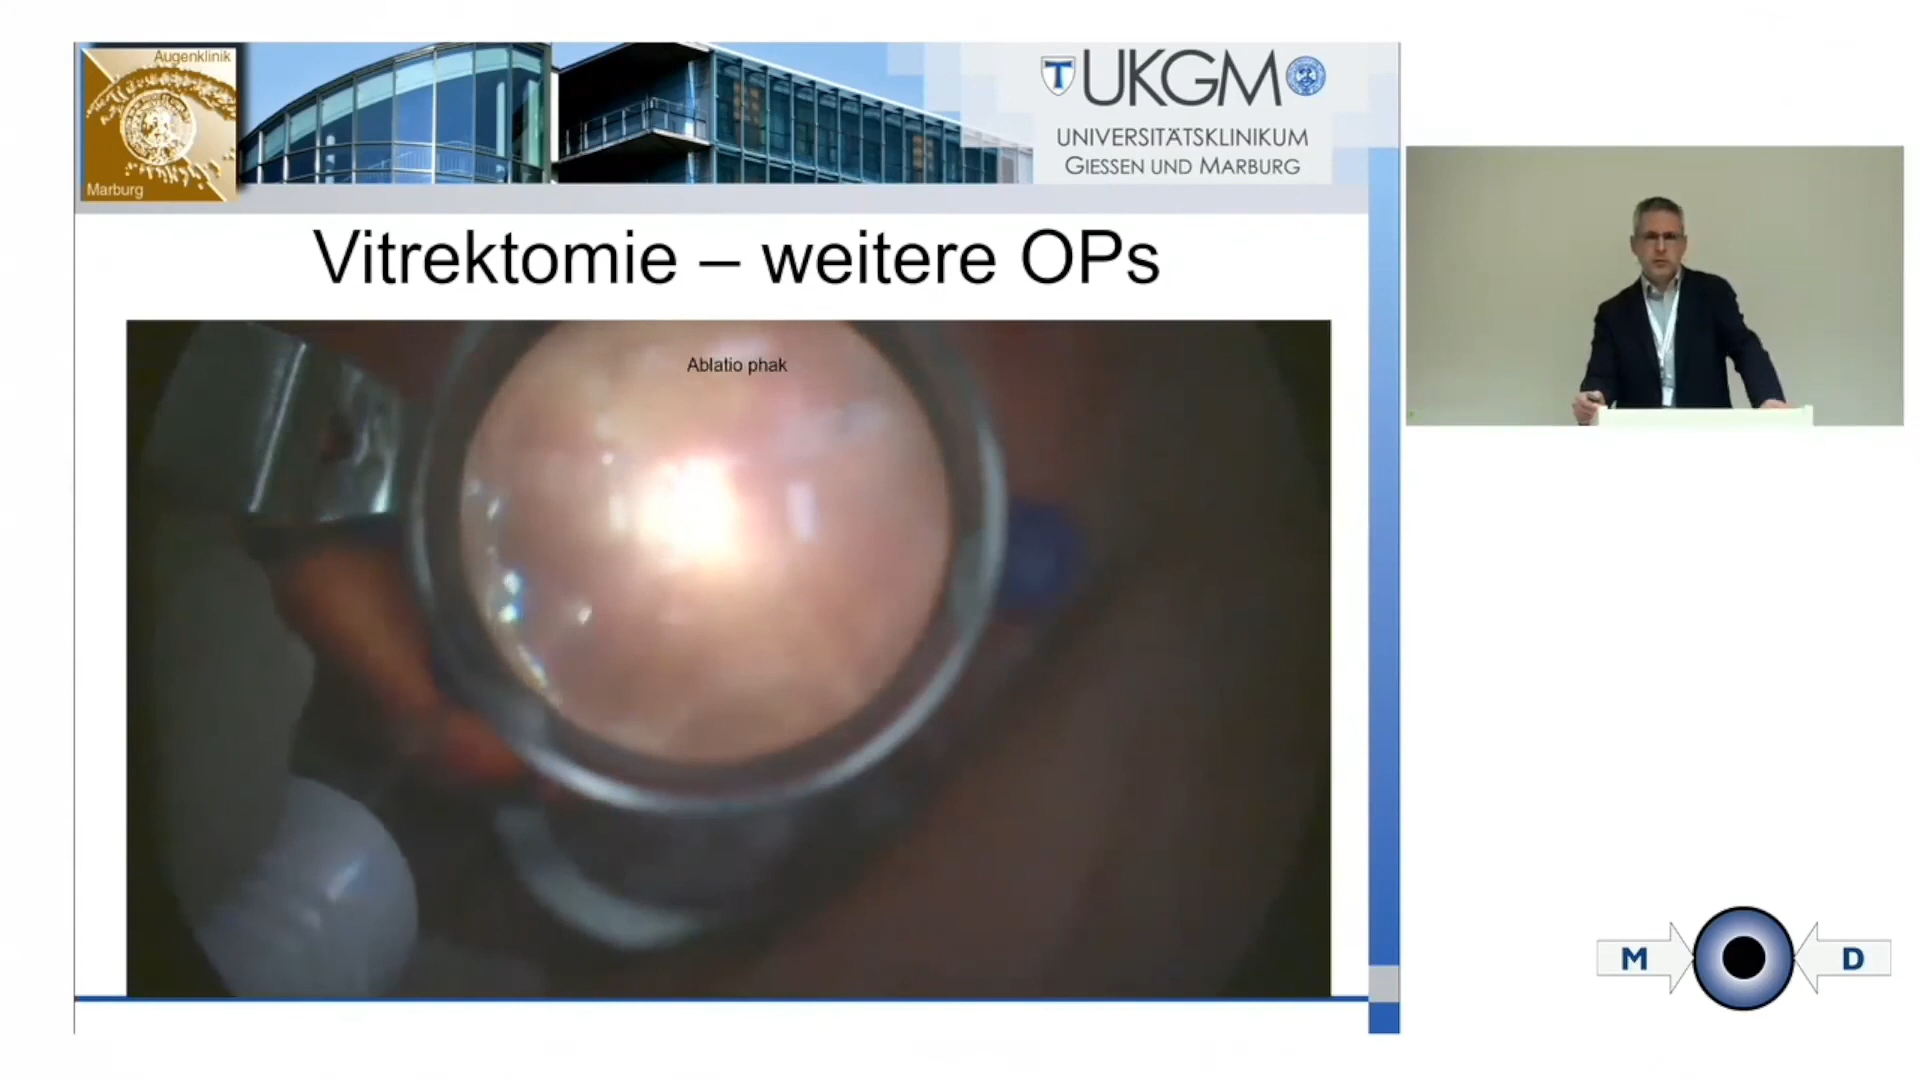 Augenklinik
Marburg
UKGM
UNIVERSITÄTSKLINIKUM
GIESSEN UND MARBURG
Vitrektomie – weitere OPs
Ablatio phak
M
D